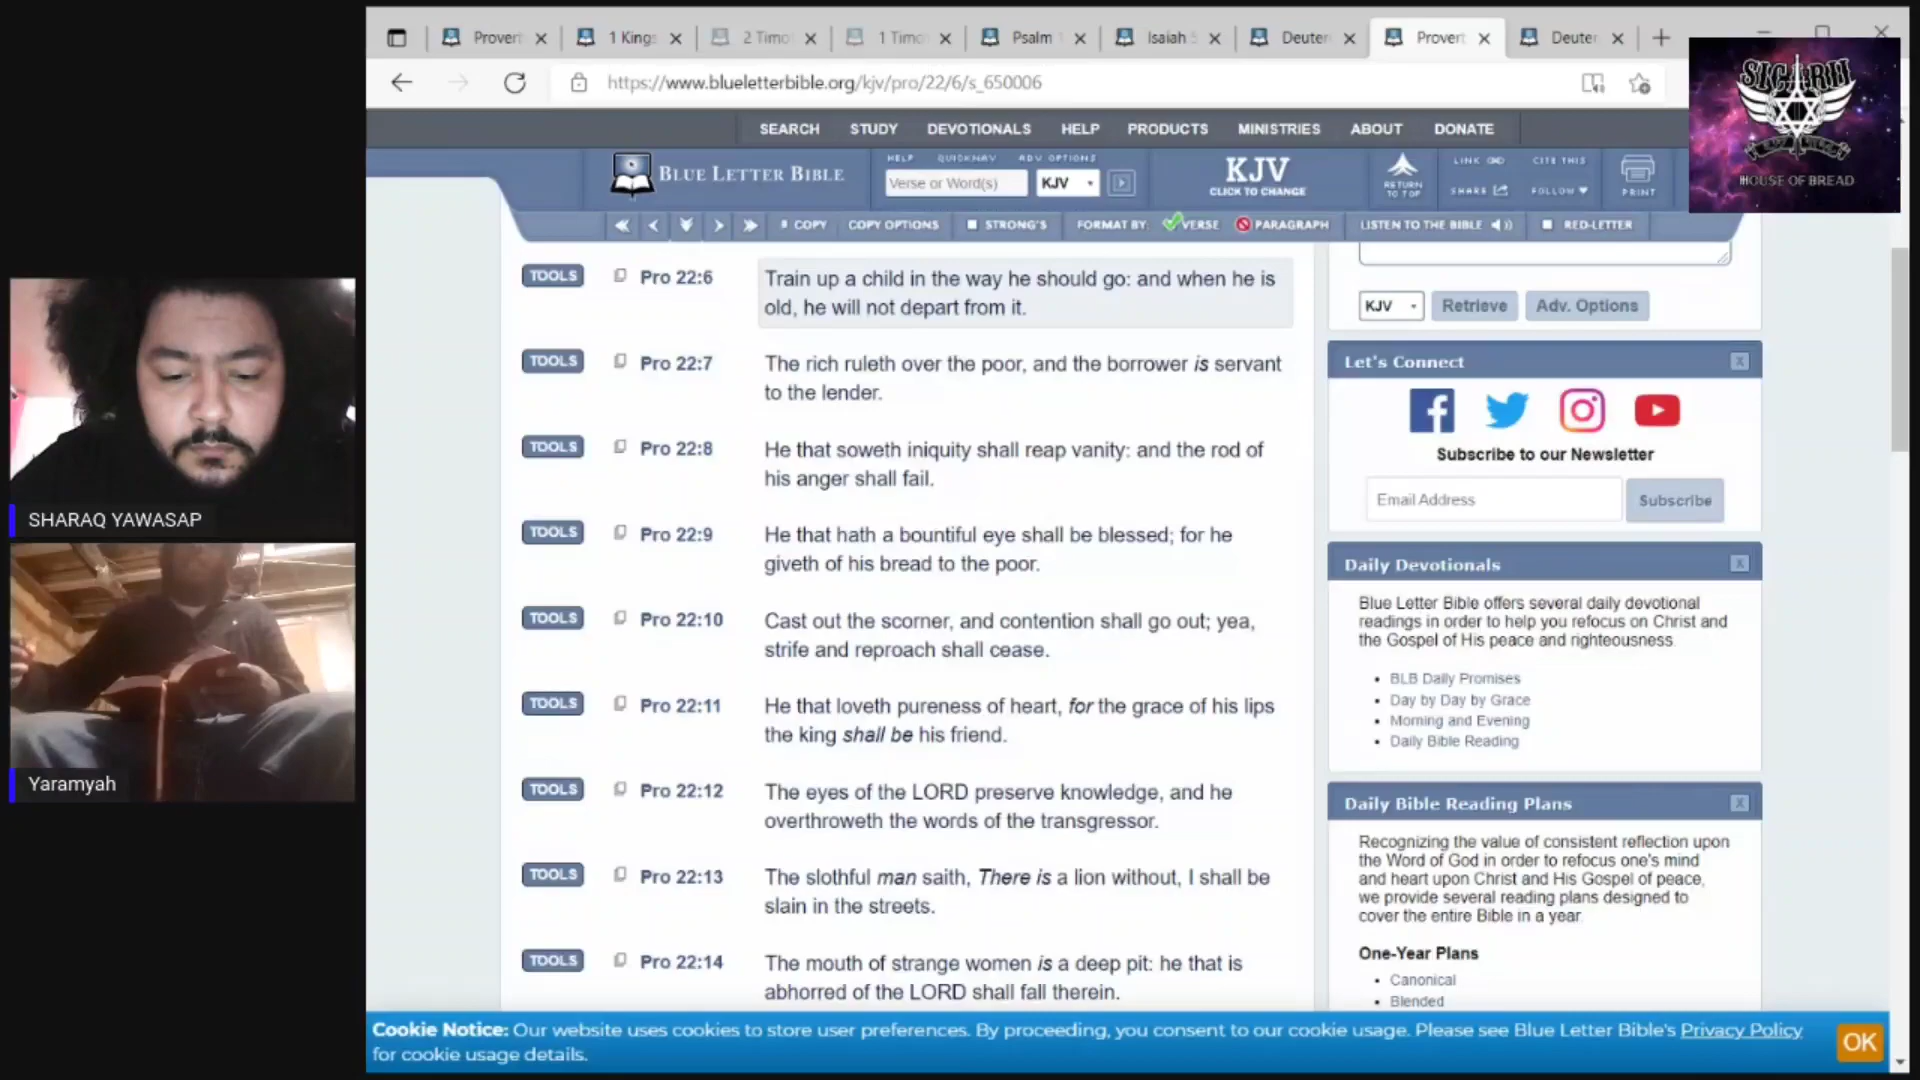 Proverb
1 Kings
2 Timo
1 Timo
Psalm
Isaiah
Deuter
Proverb
Deuter
https://www.blueletterbible.org/kjv/pro/22/6/s_650006
SICARII
HOUSE OF BREAD
SEARCH STUDY DEVOTIONALS HELP PRODUCTS MINISTRIES ABOUT DONATE
BLUE LETTER BIBLE
HELP QUICKNAV ADV OPTIONS
Verse or Word(s) KJV
KJV
CLICK TO CHANGE
RETURN
TO TOP
LINK CITE THIS
SHARE FOLLOW
PRINT
COPY COPY OPTIONS STRONG'S FORMAT BY: VERSE PARAGRAPH LISTEN TO THE BIBLE RED-LETTER
TOOLS Pro 22:6 Train up a child in the way he should go: and when he is
old, he will not depart from it.
TOOLS Pro 22:7 The rich ruleth over the poor, and the borrower is servant
to the lender.
TOOLS Pro 22:8 He that soweth iniquity shall reap vanity: and the rod of
his anger shall fail.
TOOLS Pro 22:9 He that hath a bountiful eye shall be blessed; for he
giveth of his bread to the poor.
TOOLS Pro 22:10 Cast out the scorner, and contention shall go out; yea,
strife and reproach shall cease.
TOOLS Pro 22:11 He that loveth pureness of heart, for the grace of his lips
the king shall be his friend.
TOOLS Pro 22:12 The eyes of the LORD preserve knowledge, and he
overthroweth the words of the transgressor.
TOOLS Pro 22:13 The slothful man saith, There is a lion without, I shall be
slain in the streets.
TOOLS Pro 22:14 The mouth of strange women is a deep pit: he that is
abhorred of the LORD shall fall therein.
KJV Retrieve Adv. Options
Let's Connect
Subscribe to our Newsletter
Email Address Subscribe
Daily Devotionals
Blue Letter Bible offers several daily devotional
readings in order to help you refocus on Christ and
the Gospel of His peace and righteousness
BLB Daily Promises
Day by Day by Grace
Morning and Evening
Daily Bible Reading
Daily Bible Reading Plans
Recognizing the value of consistent reflection upon
the Word of God in order to refocus one's mind
and heart upon Christ and His Gospel of peace,
we provide several reading plans designed to
cover the entire Bible in a year
One-Year Plans
Canonical
Blended
SHARAQ YAWASAP
Yaramyah
Cookie Notice: Our website uses cookies to store user preferences. By proceeding, you consent to our cookie usage. Please see Blue Letter Bible's Privacy Policy
for cookie usage details.
OK